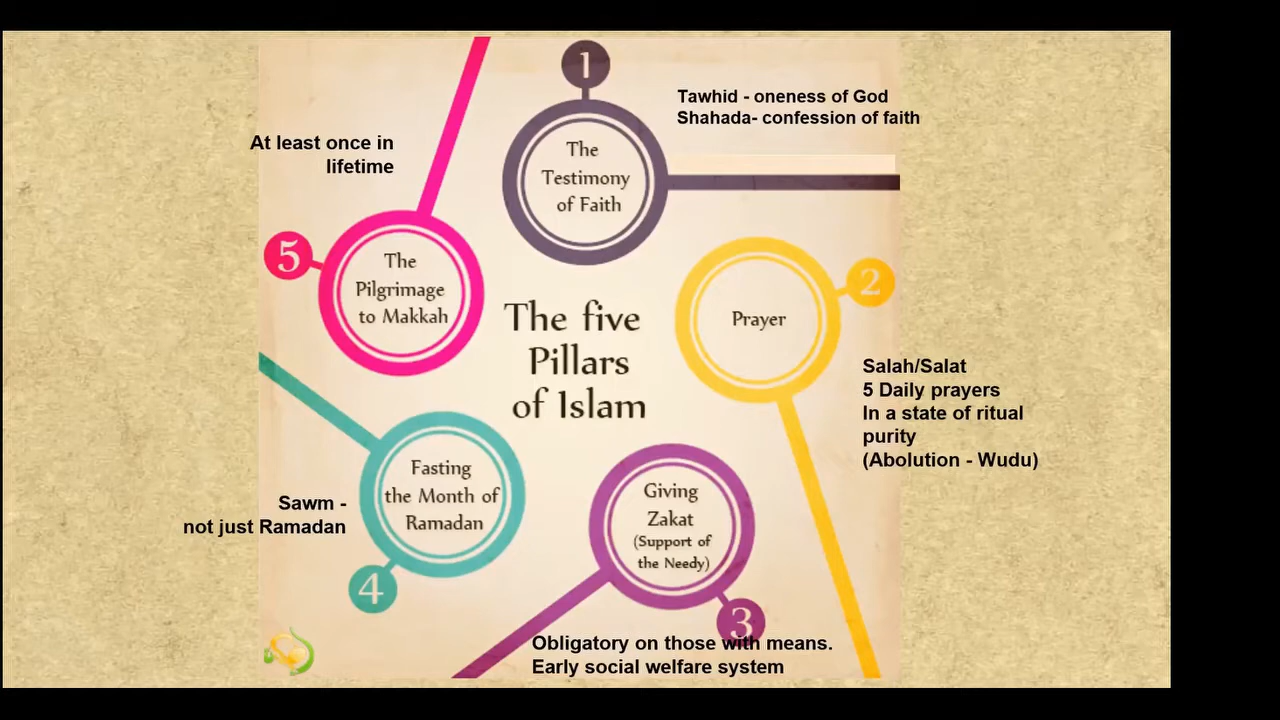 1
Tawhid - oneness of God
Shahada- confession of faith
The
Testimony
of Faith
At least once in
lifetime
5
The
Pilgrimage
to Makkah
2
Prayer
The five
Pillars
of Islam
Salah/Salat
5 Daily prayers
In a state of ritual
purity
(Abolution - Wudu)
Fasting
the Month of
Ramadan
Sawm -
not just Ramadan
4
Giving
Zakat
(Support of
the Needy)
3
Obligatory on those with means.
Early social welfare system